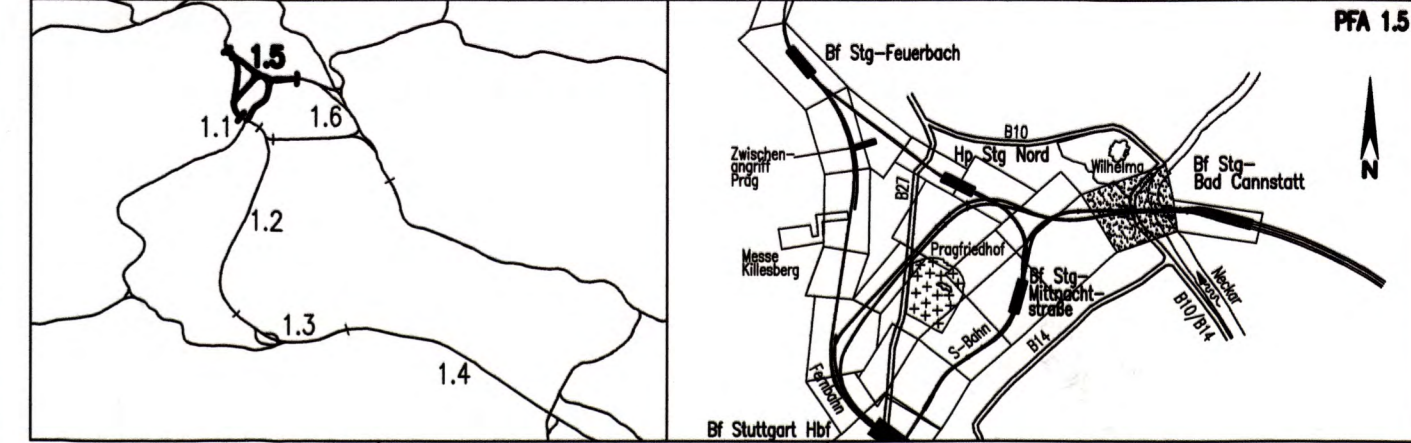 1.5
1.1
1.6
1.2
1.3
1.4
PFA 1.5
Bf Stg-Feuerbach
N
B10
Zwischen-
angriff
Prag
Hp Stg Nord
Wilhelma
Bf Stg-
Bad Cannstatt
B27
Messe
Killesberg
Pragfriedhof
Bf Stg-
Mittnacht-
straße
Neckar
B10/B14
S-Bahn
B14
Fernbahn
Bf Stuttgart Hbf